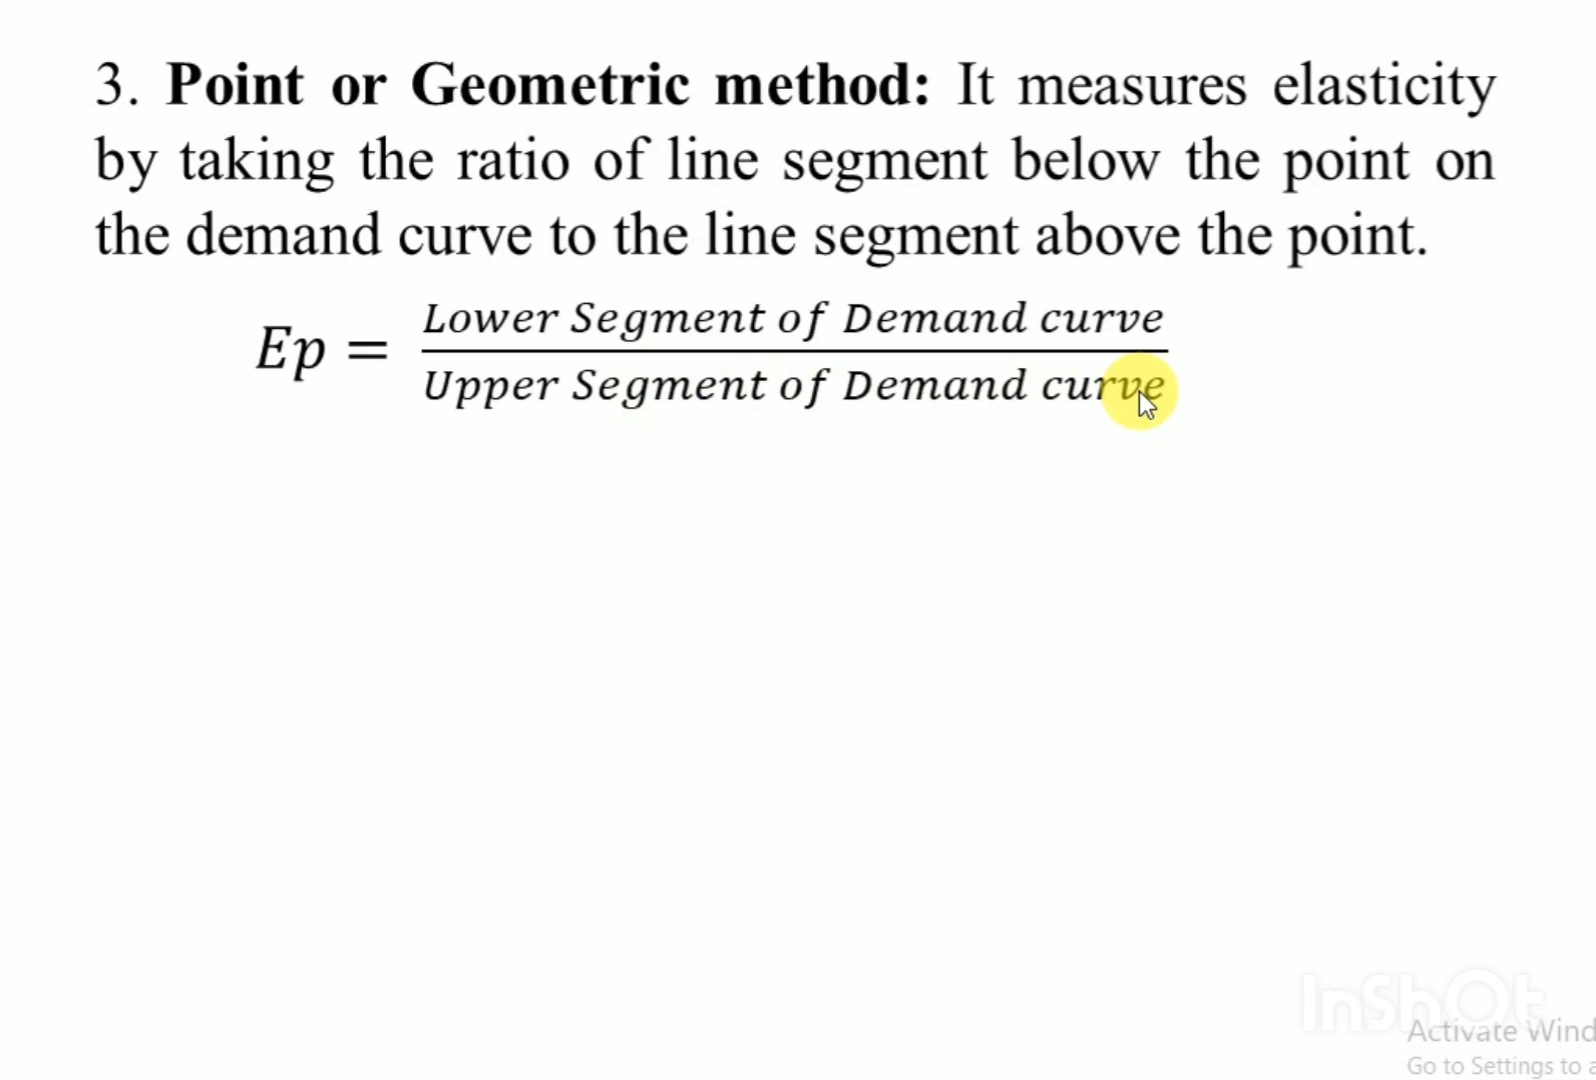 3. Point or Geometric method: It measures elasticity
by taking the ratio of line segment below the point on
the demand curve to the line segment above the point.
Ep = Lower Segment of Demand curve
Upper Segment of Demand curve
InShOt
Activate Wind
Go to Settings to a